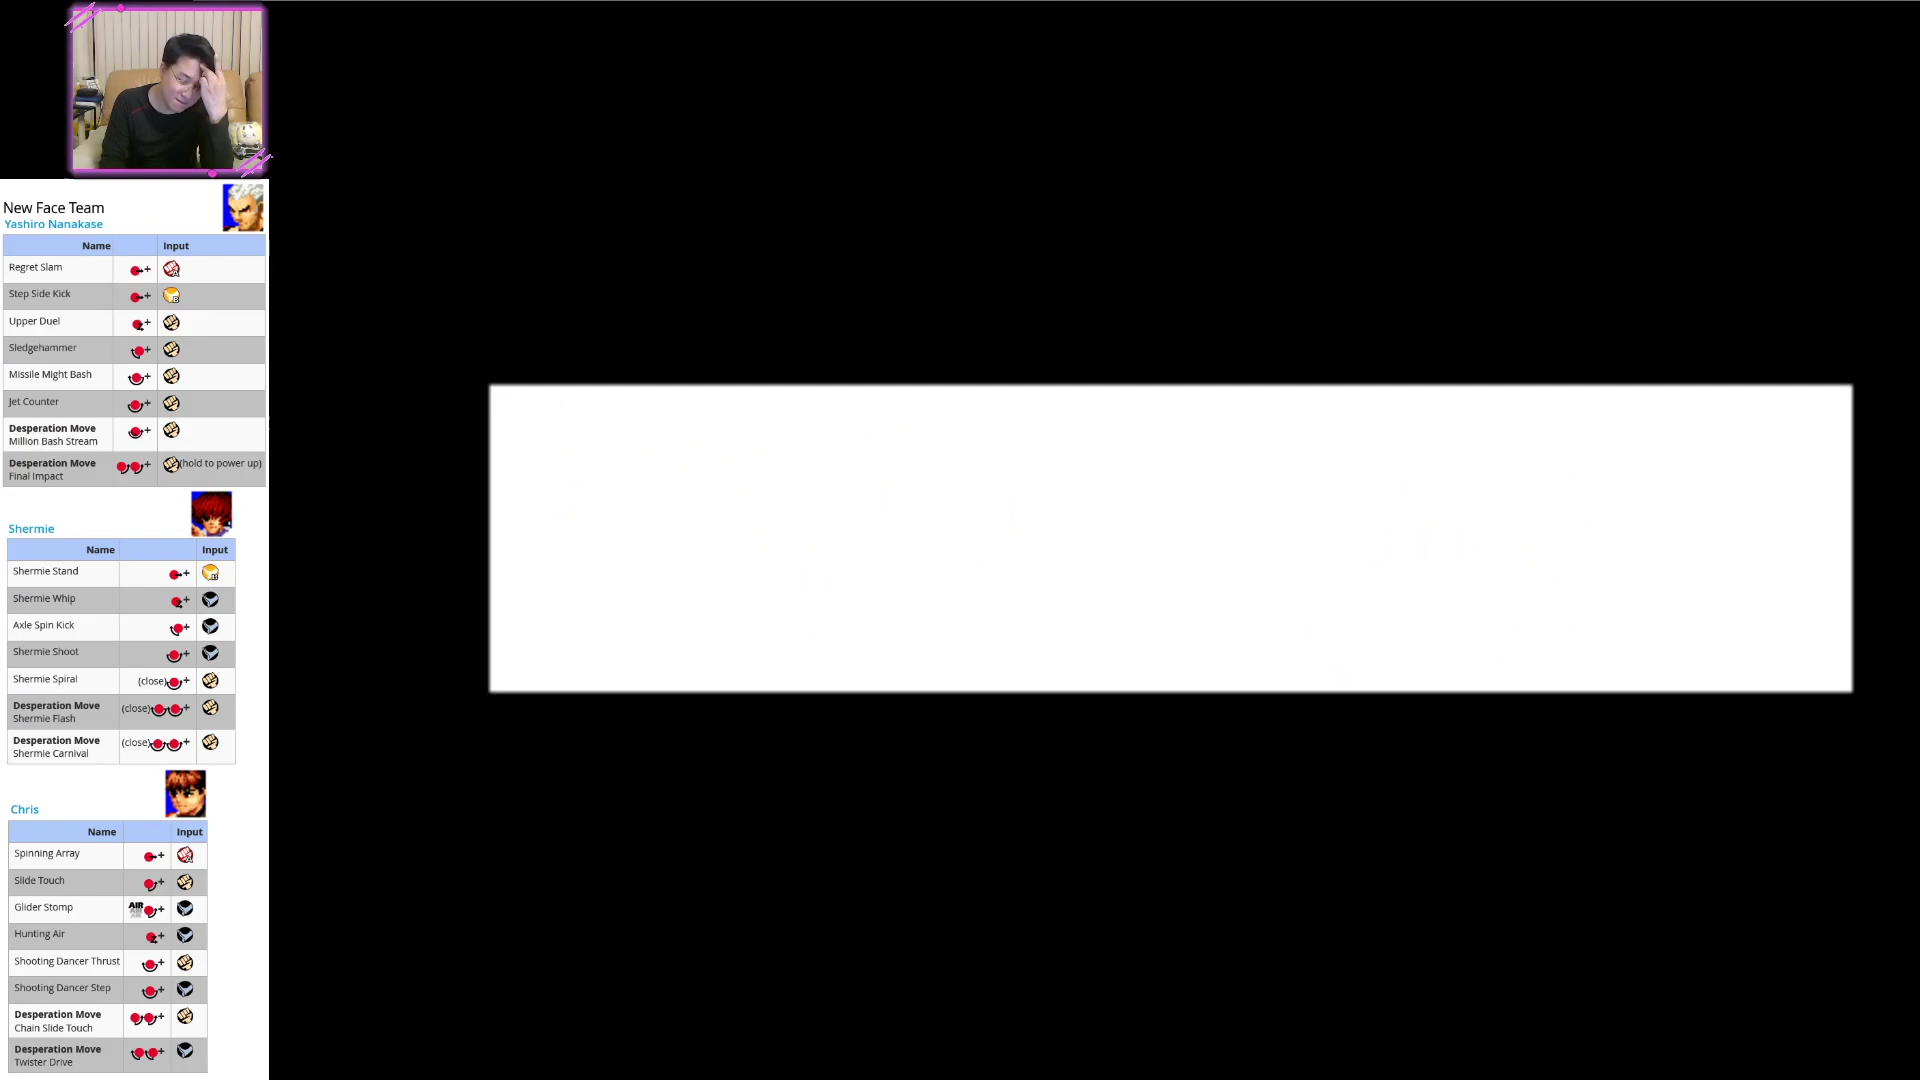 New Face Team
Yashiro Nanakase
Name Input
Regret Slam + A
Step Side Kick + B
Upper Duel +
Sledgehammer +
Missile Might Bash +
Jet Counter +
Desperation Move
Million Bash Stream +
Desperation Move
Final Impact + (hold to power up)
Shermie
Name Input
Shermie Stand + B
Shermie Whip +
Axle Spin Kick +
Shermie Shoot +
Shermie Spiral (close) +
Desperation Move
Shermie Flash (close) +
Desperation Move
Shermie Carnival (close) +
Chris
Name Input
Spinning Array + A
Slide Touch +
Glider Stomp AIR +
Hunting Air +
Shooting Dancer Thrust +
Shooting Dancer Step +
Desperation Move
Chain Slide Touch +
Desperation Move
Twister Drive +